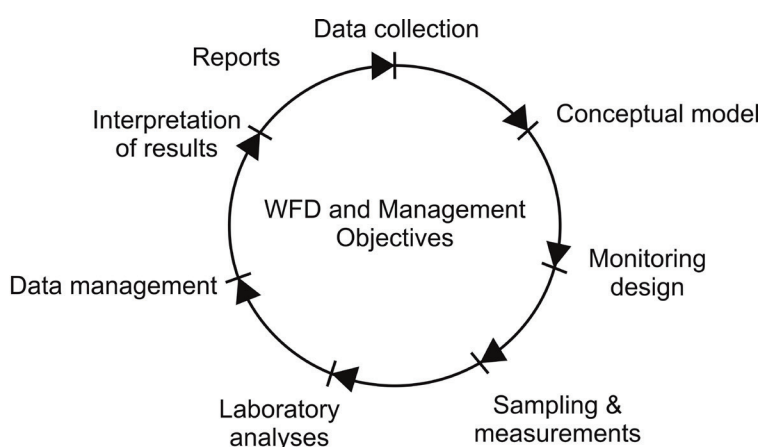 Data collection
Conceptual model
Monitoring
design
Sampling &
measurements
Laboratory
analyses
Data management
Interpretation
of results
Reports
WFD and Management
Objectives